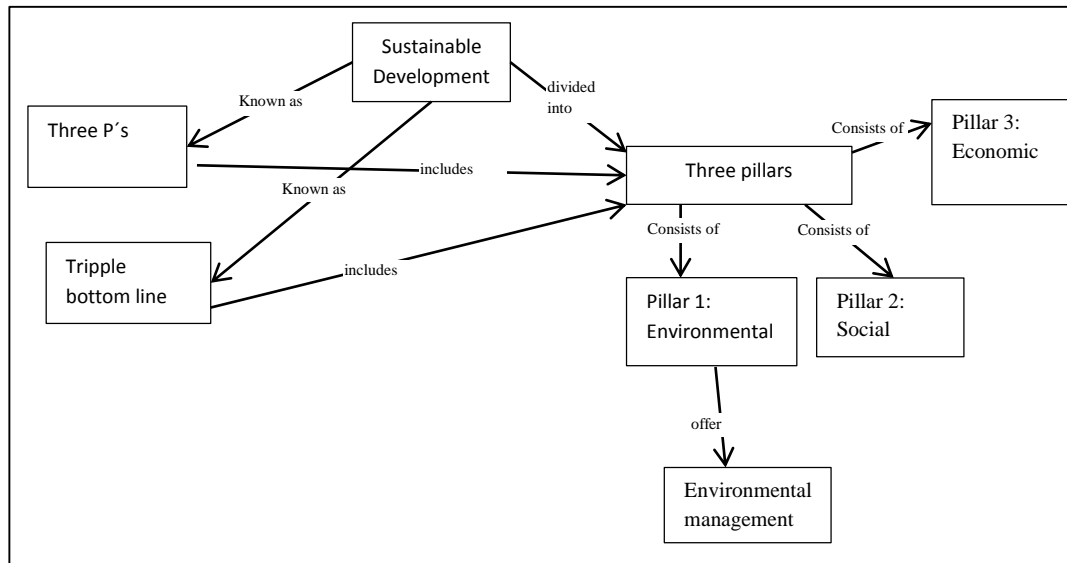 Sustainable
Development
Known as
divided
into
Three P´s
Consists of
Pillar 3:
Economic
includes
Three pillars
Known as
Consists of
Consists of
Tripple
bottom line
includes
Pillar 1:
Environmental
Pillar 2:
Social
offer
Environmental
management